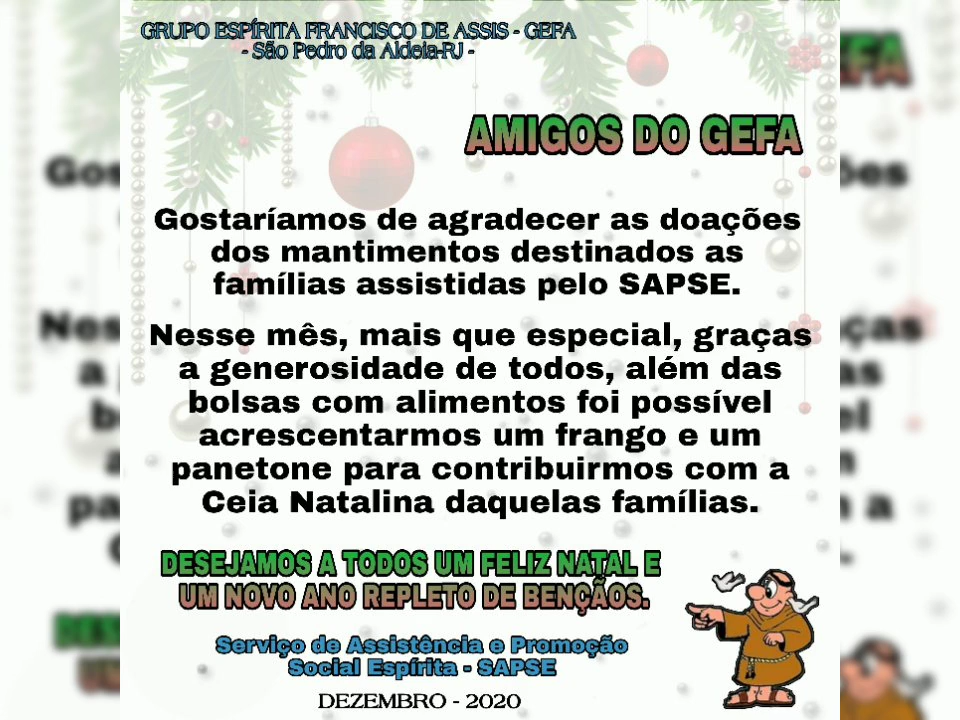 GRUPO ESPÍRITA FRANCISCO DE ASSIS - GEFA
- São Pedro da Aldeia-RJ -
AMIGOS DO GEFA
Gostaríamos de agradecer as doações
dos mantimentos destinados as
famílias assistidas pelo SAPSE.
Nesse mês, mais que especial, graças
a generosidade de todos, além das
bolsas com alimentos foi possível
acrescentarmos um frango e um
panetone para contribuirmos com a
Ceia Natalina daquelas famílias.
DESEJAMOS A TODOS UM FELIZ NATAL E
UM NOVO ANO REPLETO DE BENÇÃOS.
Serviço de Assistência e Promoção
Social Espírita - SAPSE
DEZEMBRO - 2020